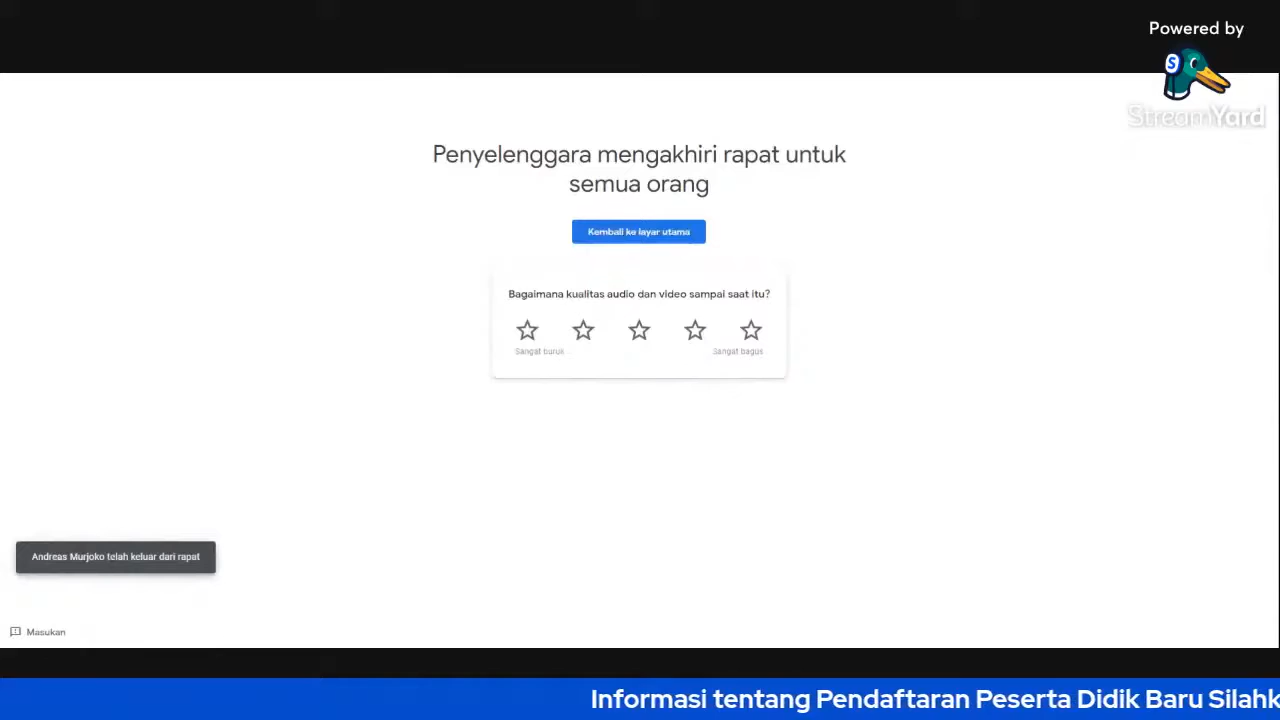 Powered by
S
StreamYard
Penyelenggara mengakhiri rapat untuk
semua orang
Kembali ke layar utama
Bagaimana kualitas audio dan video sampai saat itu?
Sangat buruk
Sangat bagus
Andreas Murjoko telah keluar dari rapat
Masukan
Informasi tentang Pendaftaran Peserta Didik Baru Silahk